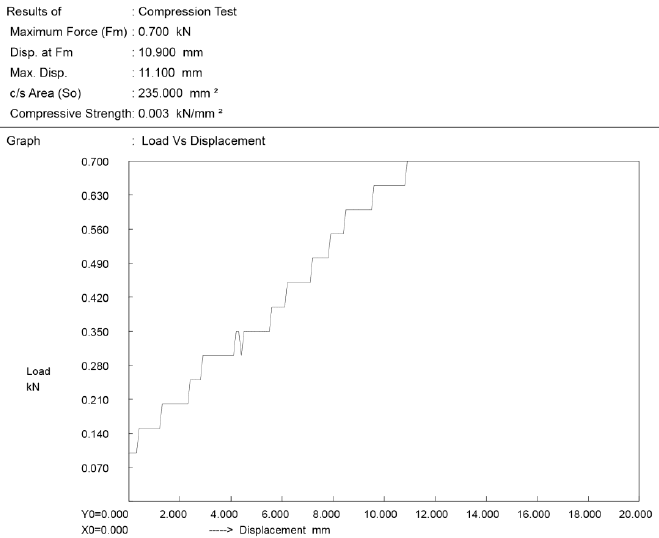 Results of : Compression Test
Maximum Force (Fm) : 0.700 kN
Disp. at Fm : 10.900 mm
Max. Disp. : 11.100 mm
c/s Area (So) : 235.000 mm ²
Compressive Strength: 0.003 kN/mm ²
Graph : Load Vs Displacement
0.700
0.630
0.560
0.490
0.420
0.350
0.280
Load
kN
0.210
0.140
0.070
Y0=0.000 2.000 4.000 6.000 8.000 10.000 12.000 14.000 16.000 18.000 20.000
X0=0.000 ----> Displacement mm